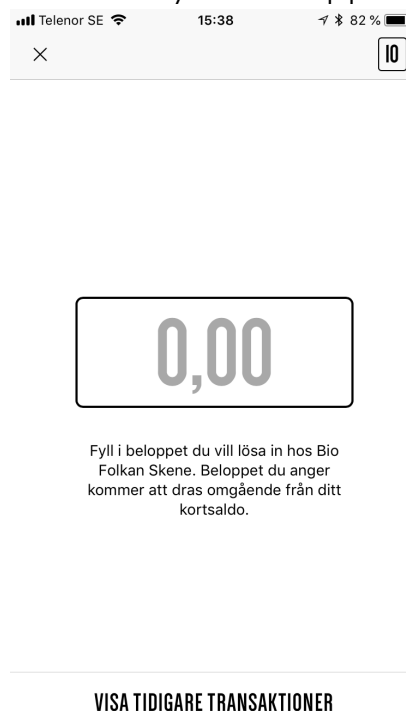 Telenor SE 15:38 82 %
IO
0,00
Fyll i beloppet du vill lösa in hos Bio
Folkan Skene. Beloppet du anger
kommer att dras omgående från ditt
kortsaldo.
VISA TIDIGARE TRANSAKTIONER